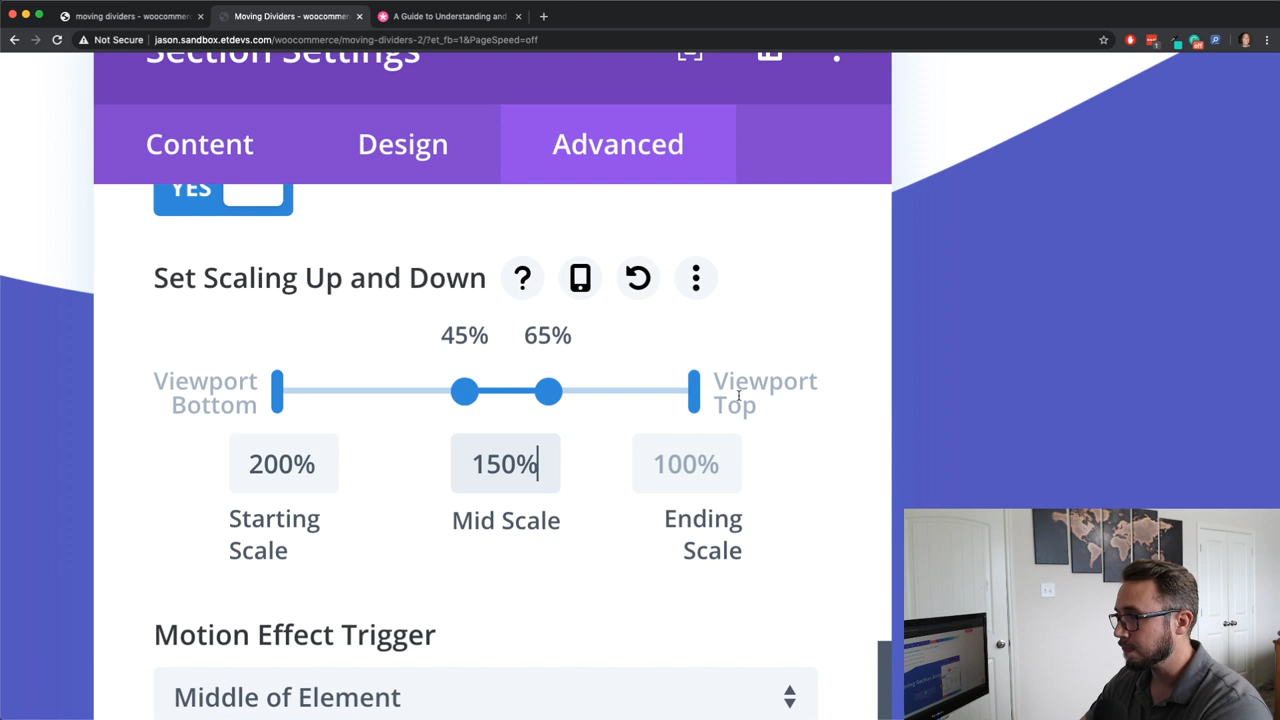 moving dividers - woocommerc
Moving Dividers - woocommer
A Guide to Understanding and
Not Secure | jason.sandbox.etdevs.com/woocommerce/moving-dividers-2/?et_fb=1&PageSpeed=off
Section Settings
Content Design Advanced
YES
Set Scaling Up and Down
45% 65%
Viewport
Bottom
Viewport
Top
200% 150% 100%
Starting
Scale
Mid Scale
Ending
Scale
Motion Effect Trigger
Middle of Element